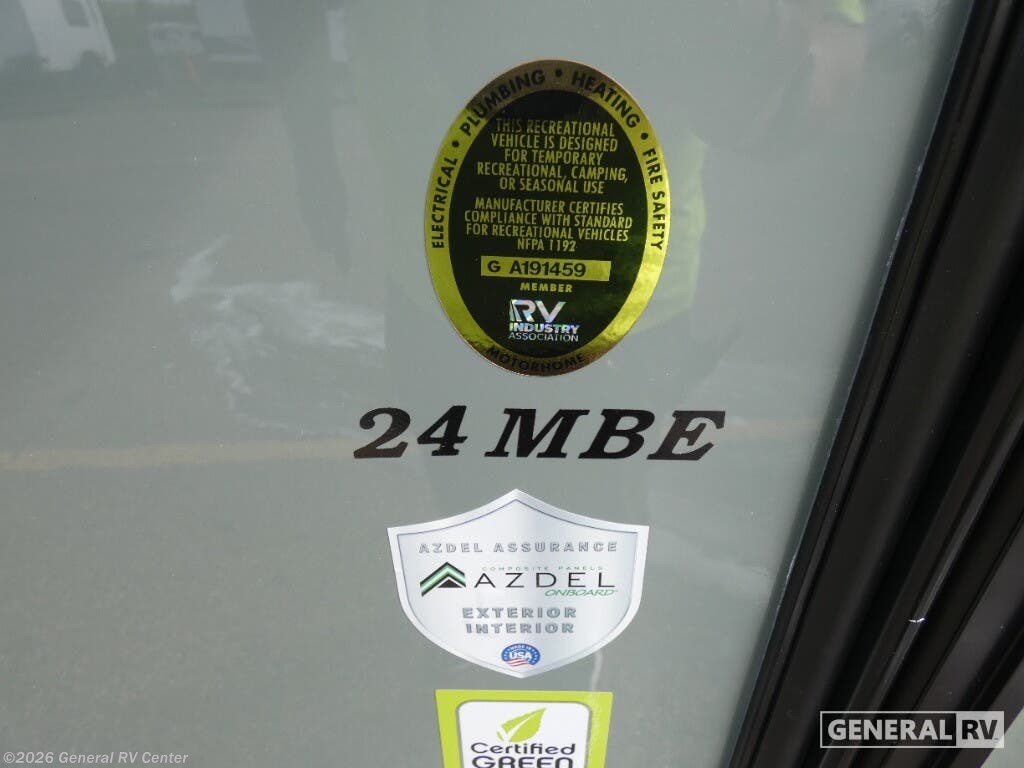 ELECTRICAL • PLUMBING • HEATING • FIRE SAFETY
THIS RECREATIONAL
VEHICLE IS DESIGNED
FOR TEMPORARY
RECREATIONAL, CAMPING,
OR SEASONAL USE
MANUFACTURER CERTIFIES
COMPLIANCE WITH STANDARD
FOR RECREATIONAL VEHICLES
NFPA 1192
G A191459
MEMBER
RV
INDUSTRY
ASSOCIATION
MOTORHOME
24 MBE
AZDEL ASSURANCE
COMPOSITE PANELS
AZDEL
ONBOARD®
EXTERIOR
INTERIOR
MADE IN
USA
Certified
GREEN
GENERAL RV
©2026 General RV Center